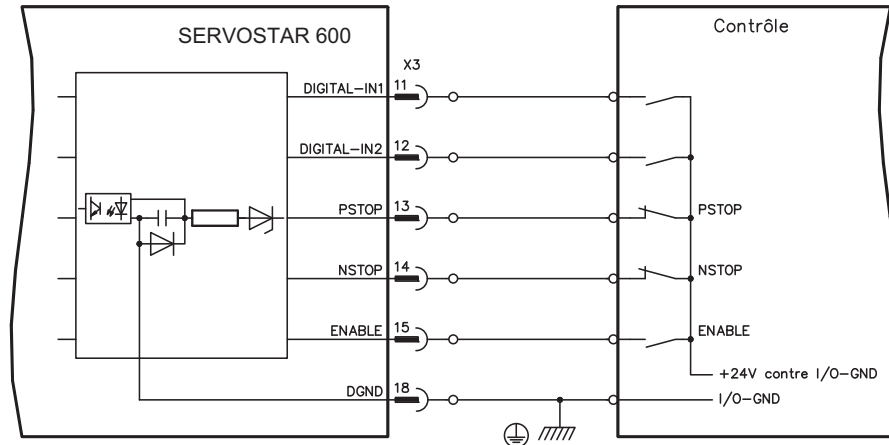 SERVOSTAR 600
Contrôle
X3
DIGITAL-IN1 11
DIGITAL-IN2 12
PSTOP 13 PSTOP
NSTOP 14 NSTOP
ENABLE 15 ENABLE
+24V contre I/O-GND
DGND 18 I/O-GND